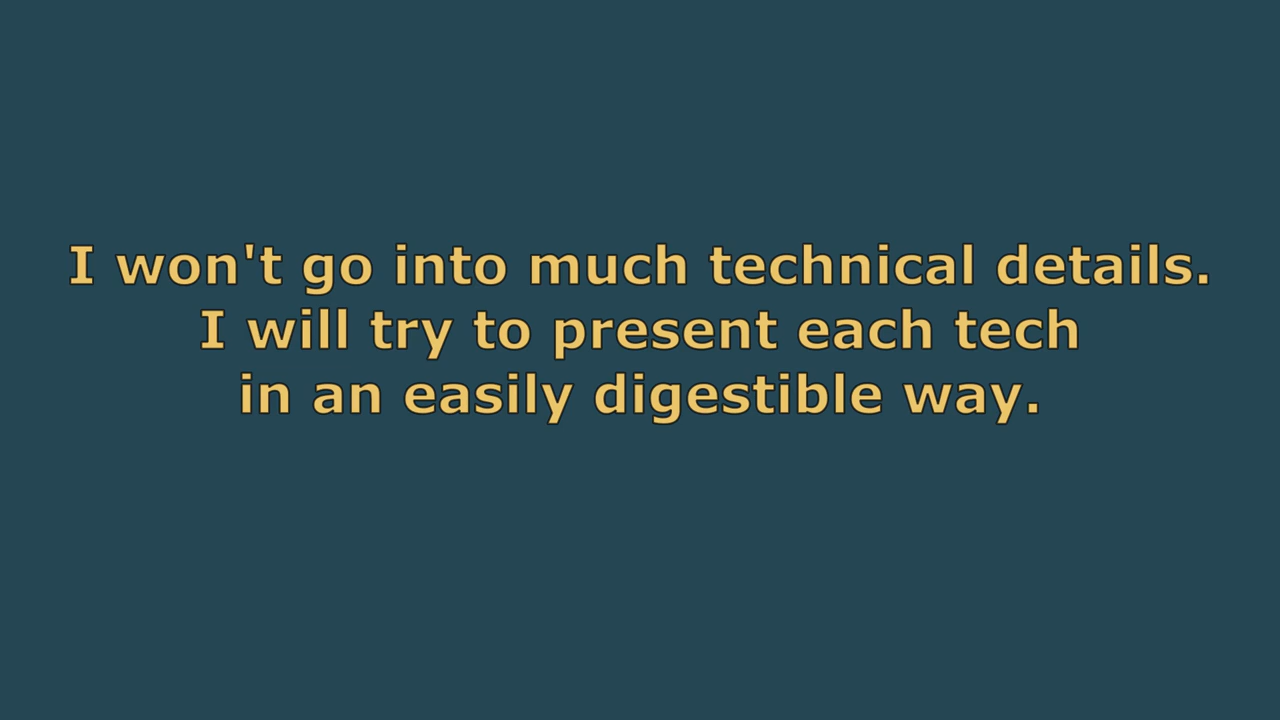 I won't go into much technical details.
I will try to present each tech
in an easily digestible way.